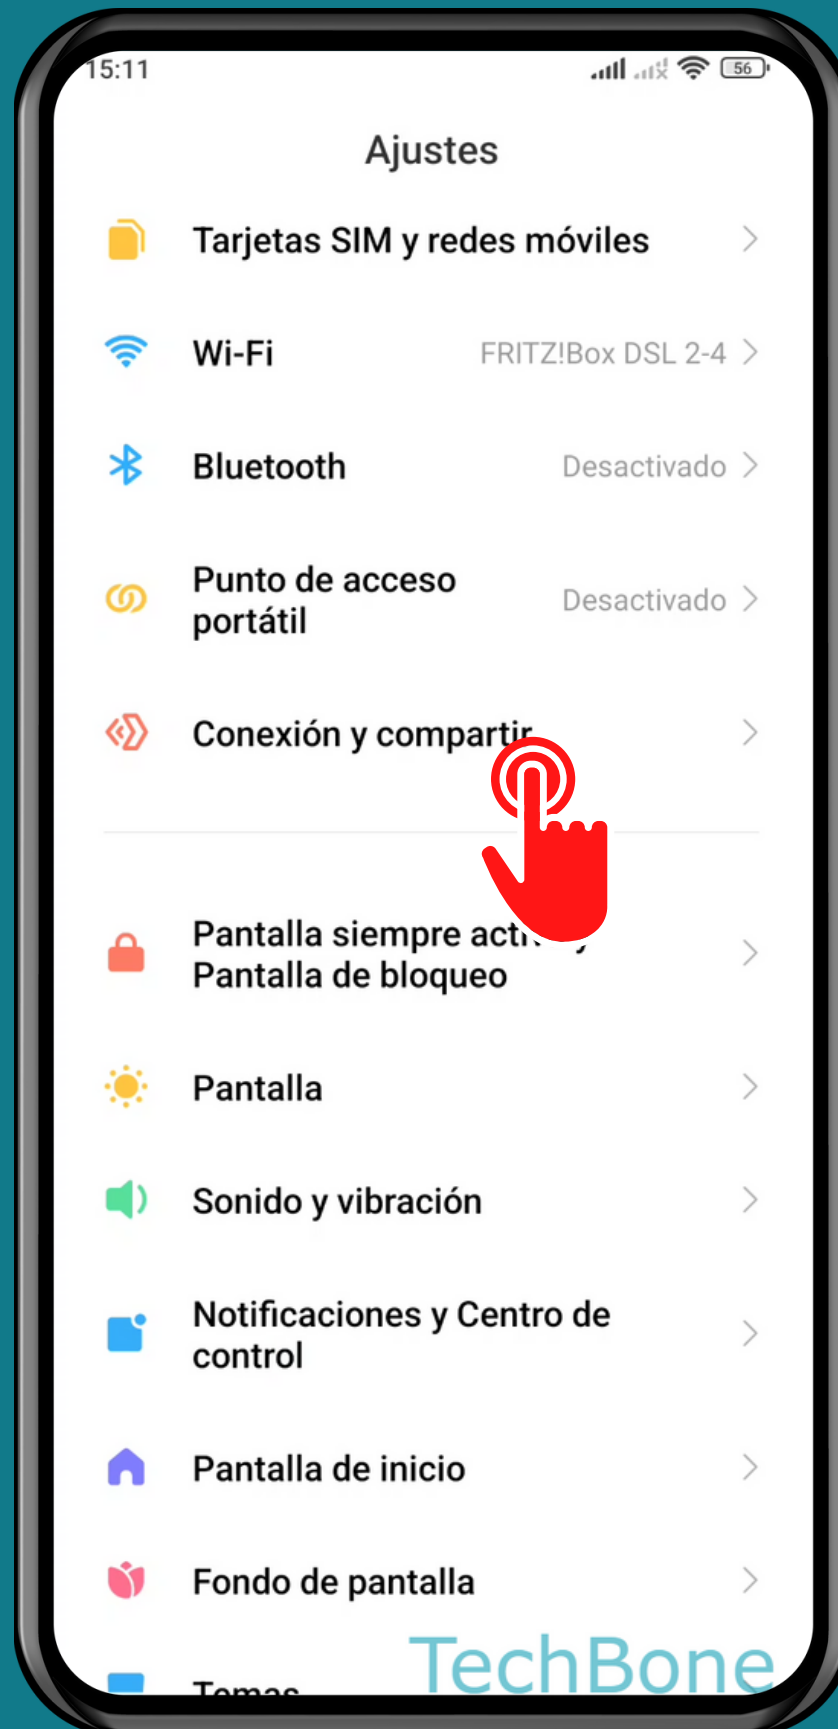 15:11
56
Ajustes
Tarjetas SIM y redes móviles
Wi-Fi
FRITZ!Box DSL 2-4
Bluetooth
Desactivado
Punto de acceso
portátil
Desactivado
Conexión y compartir
Pantalla siempre
Pantalla de bloqueo
Pantalla
Sonido y vibración
Notificaciones y Centro de
control
Pantalla de inicio
Fondo de pantalla
Temas
TechBone